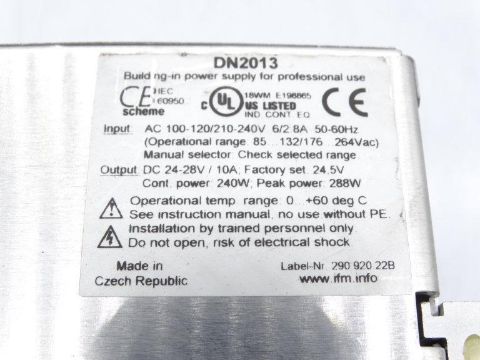 DN2013
Building-in power supply for professional use
CB IEC
60950
scheme
c UL US LISTED
18WM E198865
IND CONT. EQ
CE
Input AC 100-120/210-240V 6/2.8A 50-60Hz
(Operational range: 85...132/176...264Vac)
Manual selector: Check selected range
Output: DC 24-28V / 10A; Factory set: 24.5V
Cont. power: 240W; Peak power: 288W
Operational temp. range: 0...+60 deg C
See instruction manual, no use without PE.
Installation by trained personnel only
Do not open, risk of electrical shock
Made in
Czech Republic
Label-Nr. 290 920 22B
www.ifm.info